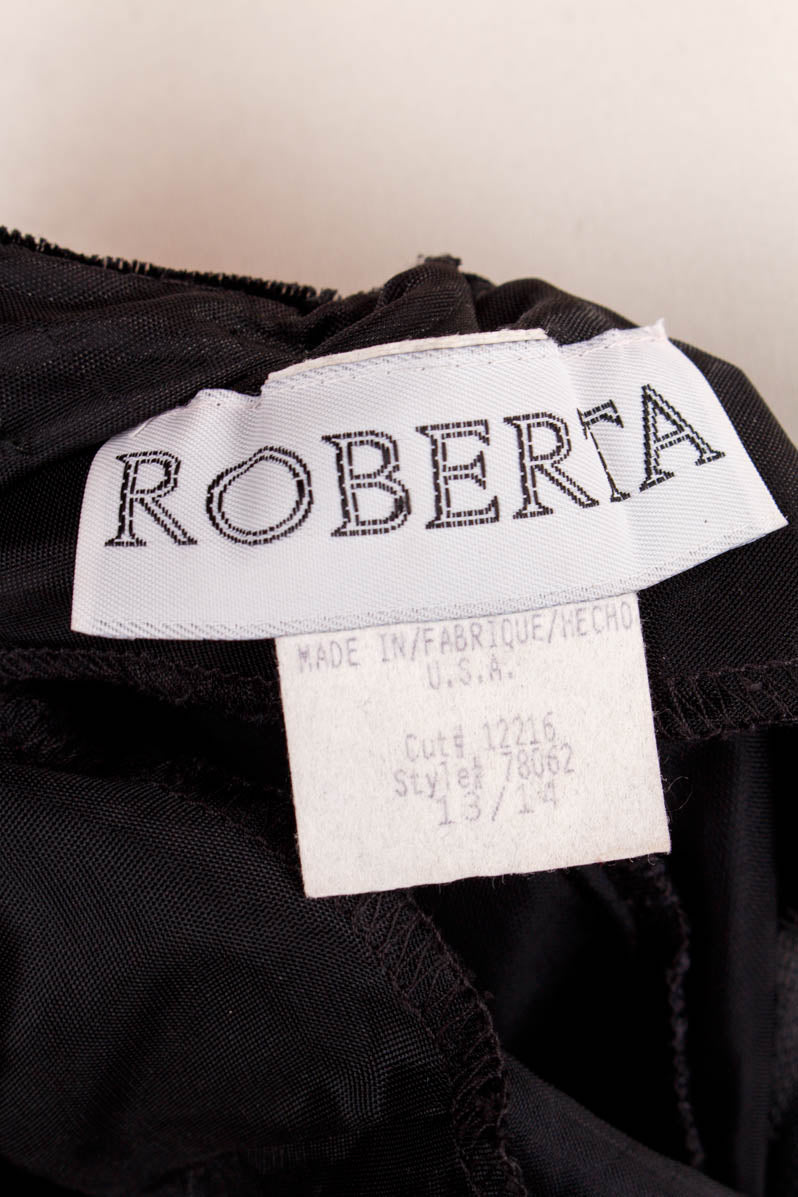 ROBERTA
MADE IN/FABRIQUE/HECHO
U.S.A.
Cut# 12216
Style# 78062
13/14